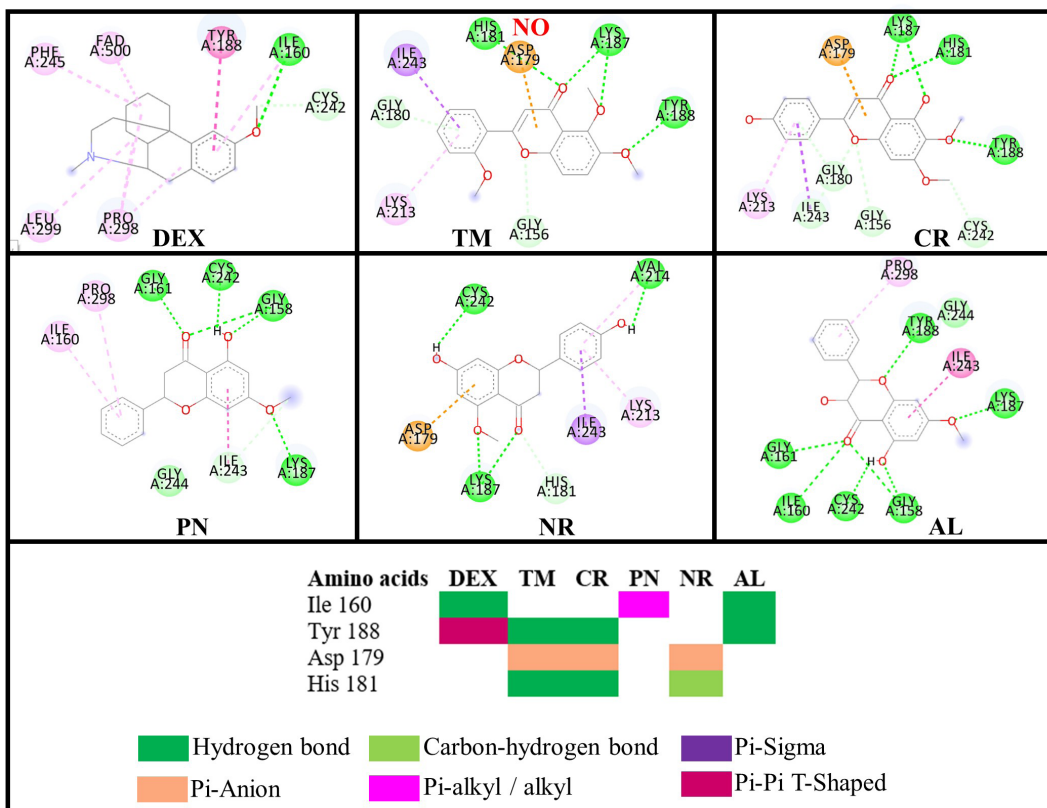 PHE
A:245
FAD
A:500
TYR
A:188
ILE
A:160
CYS
A:242
N
O
LEU
A:299
PRO
A:298
DEX
NO
HIS
A:181
ASP
A:179
LYS
A:187
ILE
A:243
GLY
A:180
TYR
A:188
O
O
O
O
O
LYS
A:213
GLY
A:156
TM
LYS
A:187
ASP
A:179
HIS
A:181
O
O
O
O
O
O
TYR
A:188
GLY
A:180
LYS
A:213
ILE
A:243
GLY
A:156
CYS
A:242
CR
GLY
A:161
CYS
A:242
GLY
A:158
PRO
A:298
ILE
A:160
H
O
O
O
O
GLY
A:244
ILE
A:243
LYS
A:187
PN
VAL
A:214
CYS
A:242
H
O
O
H
O
O
O
ASP
A:179
LYS
A:187
HIS
A:181
ILE
A:243
LYS
A:213
NR
PRO
A:298
TYR
A:188
GLY
A:244
ILE
A:243
LYS
A:187
O
O
O
O
H
O
GLY
A:161
ILE
A:160
CYS
A:242
GLY
A:158
AL
Amino acids DEX TM CR PN NR AL
Ile 160
Tyr 188
Asp 179
His 181
Hydrogen bond Carbon-hydrogen bond Pi-Sigma
Pi-Anion Pi-alkyl / alkyl Pi-Pi T-Shaped